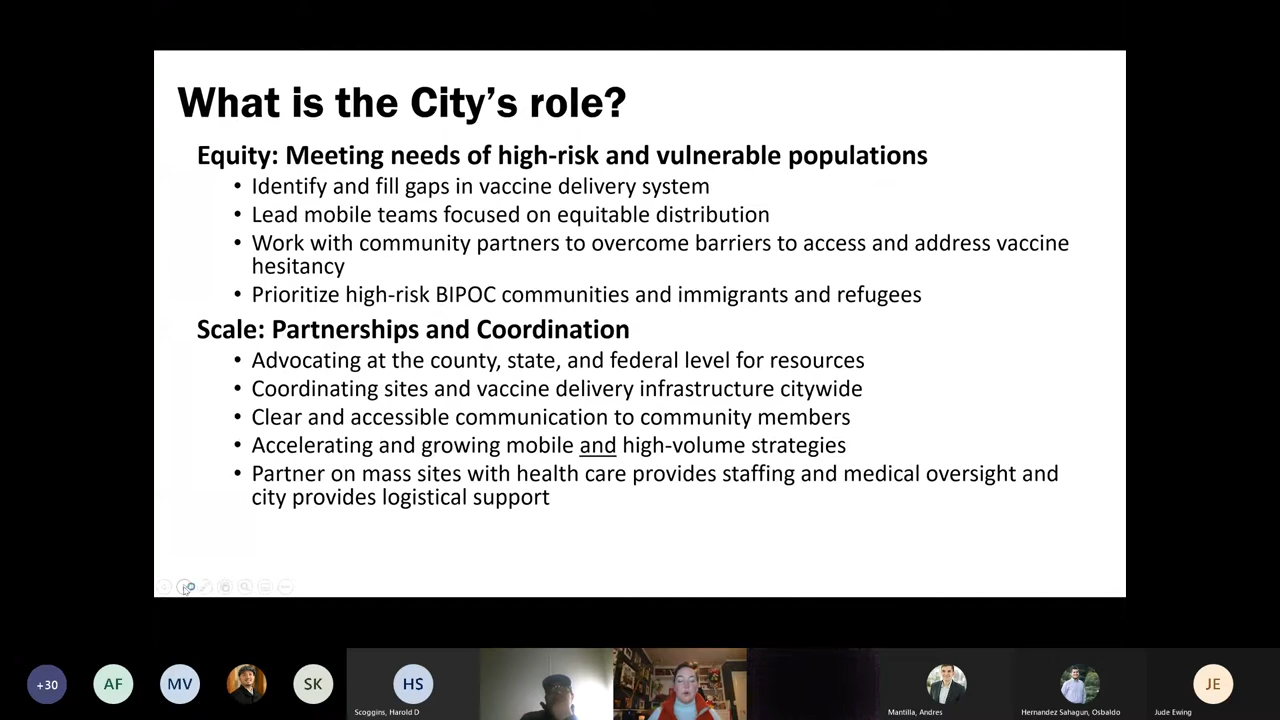 What is the City's role?
Equity: Meeting needs of high-risk and vulnerable populations
• Identify and fill gaps in vaccine delivery system
• Lead mobile teams focused on equitable distribution
• Work with community partners to overcome barriers to access and address vaccine
hesitancy
• Prioritize high-risk BIPOC communities and immigrants and refugees
Scale: Partnerships and Coordination
• Advocating at the county, state, and federal level for resources
• Coordinating sites and vaccine delivery infrastructure citywide
• Clear and accessible communication to community members
• Accelerating and growing mobile and high-volume strategies
• Partner on mass sites with health care provides staffing and medical oversight and
city provides logistical support
+30
AF
MV
SK
HS
JE
Scoggins, Harold D
Mantilla, Andres
Hernandez Sahagun, Osbaldo
Jude Ewing